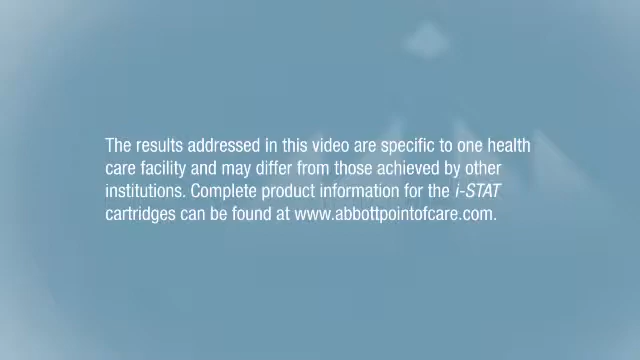 The results addressed in this video are specific to one health
care facility and may differ from those achieved by other
institutions. Complete product information for the i-STAT
cartridges can be found at www.abbottpointofcare.com.